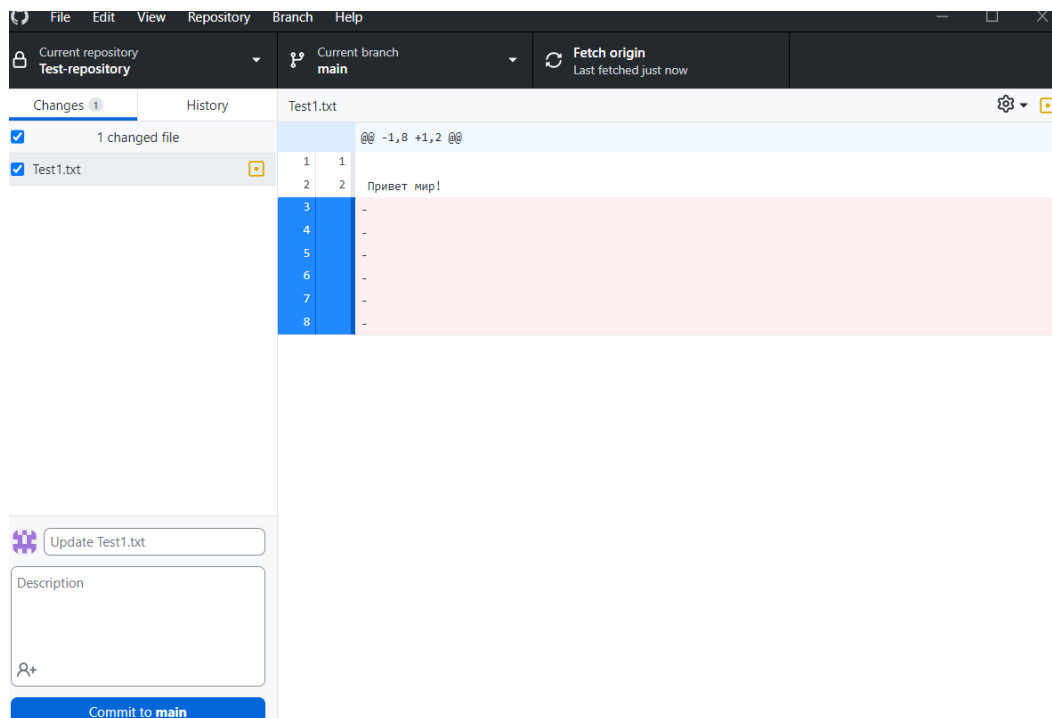 File Edit View Repository Branch Help
Current repository
Test-repository
Current branch
main
Fetch origin
Last fetched just now
Changes 1 History
1 changed file
Test1.txt
Test1.txt
@@ -1,8 +1,2 @@
1 1
2 2 Привет мир!
3 -
4 -
5 -
6 -
7 -
8 -
Update Test1.txt
Description
Commit to main